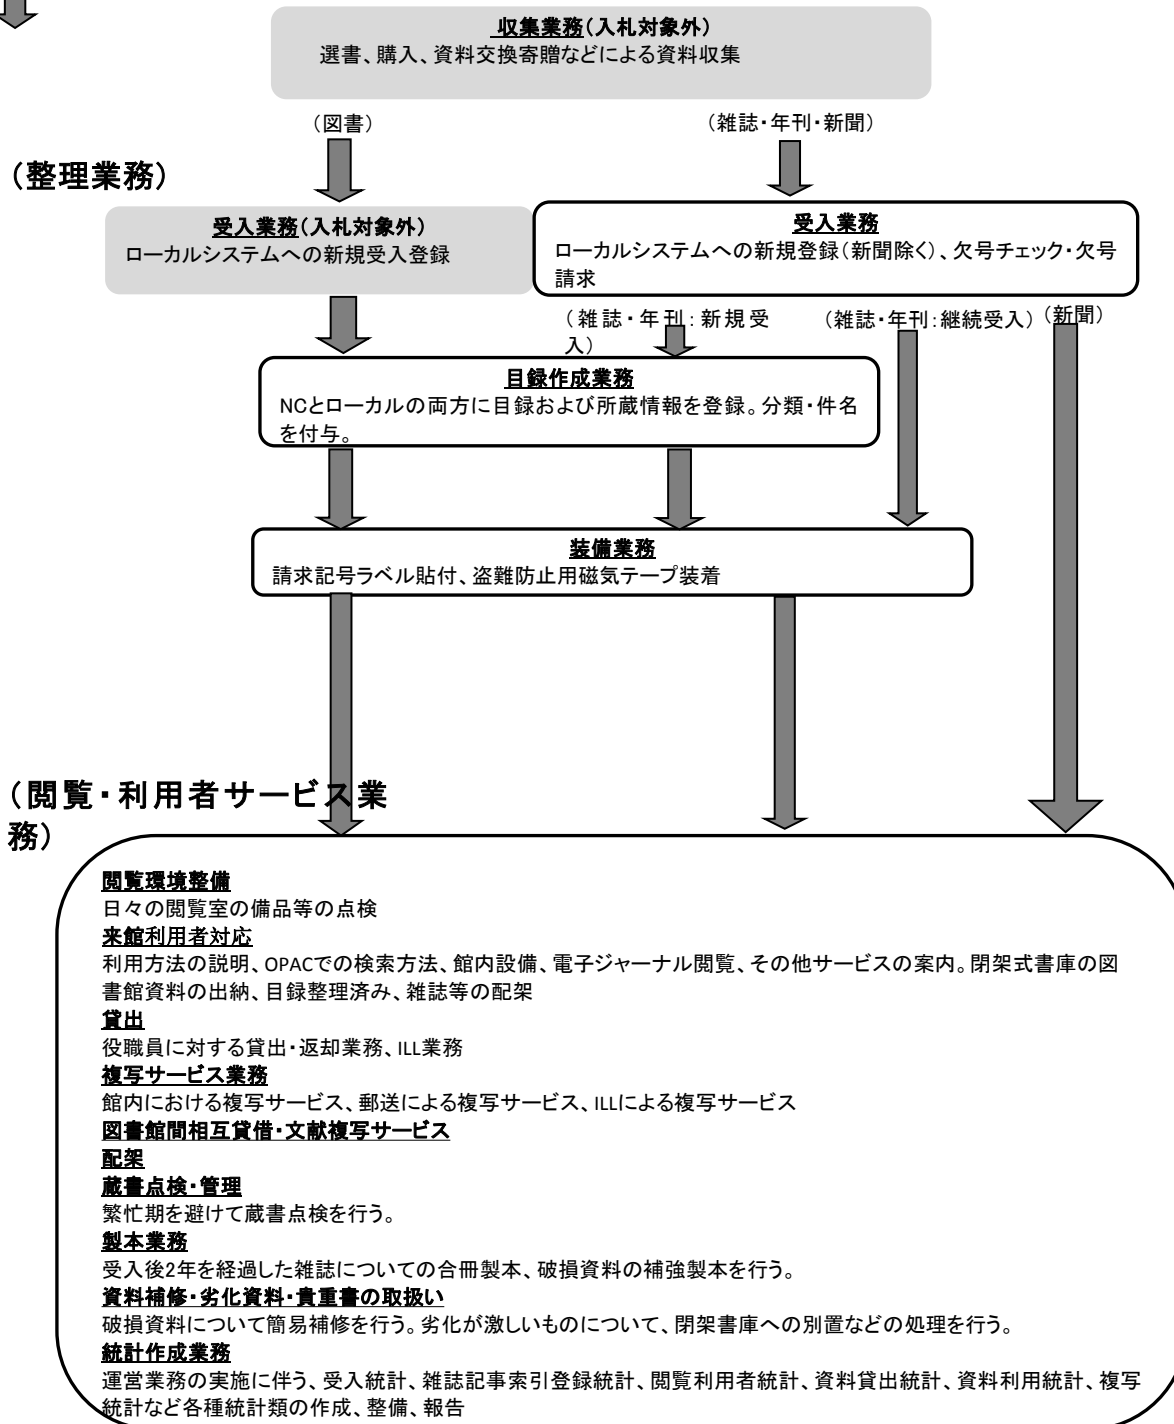 収集業務(入札対象外)
選書、購入、資料交換寄贈などによる資料収集
(図書)
(雑誌・年刊・新聞)
(整理業務)
受入業務(入札対象外)
ローカルシステムへの新規受入登録
受入業務
ローカルシステムへの新規登録(新聞除く)、欠号チェック・欠号
請求
(雑誌・年刊:新規受
入)
(雑誌・年刊:継続受入)
(新聞)
目録作成業務
NCとローカルの両方に目録および所蔵情報を登録。分類・件名
を付与。
装備業務
請求記号ラベル貼付、盗難防止用磁気テープ装着
(閲覧・利用者サービス業
務)
閲覧環境整備
日々の閲覧室の備品等の点検
来館利用者対応
利用方法の説明、OPACでの検索方法、館内設備、電子ジャーナル閲覧、その他サービスの案内。閉架式書庫の図
書館資料の出納、目録整理済み、雑誌等の配架
貸出
役職員に対する貸出・返却業務、ILL業務
複写サービス業務
館内における複写サービス、郵送による複写サービス、ILLによる複写サービス
図書館間相互貸借・文献複写サービス
配架
蔵書点検・管理
繁忙期を避けて蔵書点検を行う。
製本業務
受入後2年を経過した雑誌についての合冊製本、破損資料の補強製本を行う。
資料補修・劣化資料・貴重書の取扱い
破損資料について簡易補修を行う。劣化が激しいものについて、閉架書庫への別置などの処理を行う。
統計作成業務
運営業務の実施に伴う、受入統計、雑誌記事索引登録統計、閲覧利用者統計、資料貸出統計、資料利用統計、複写
統計など各種統計類の作成、整備、報告